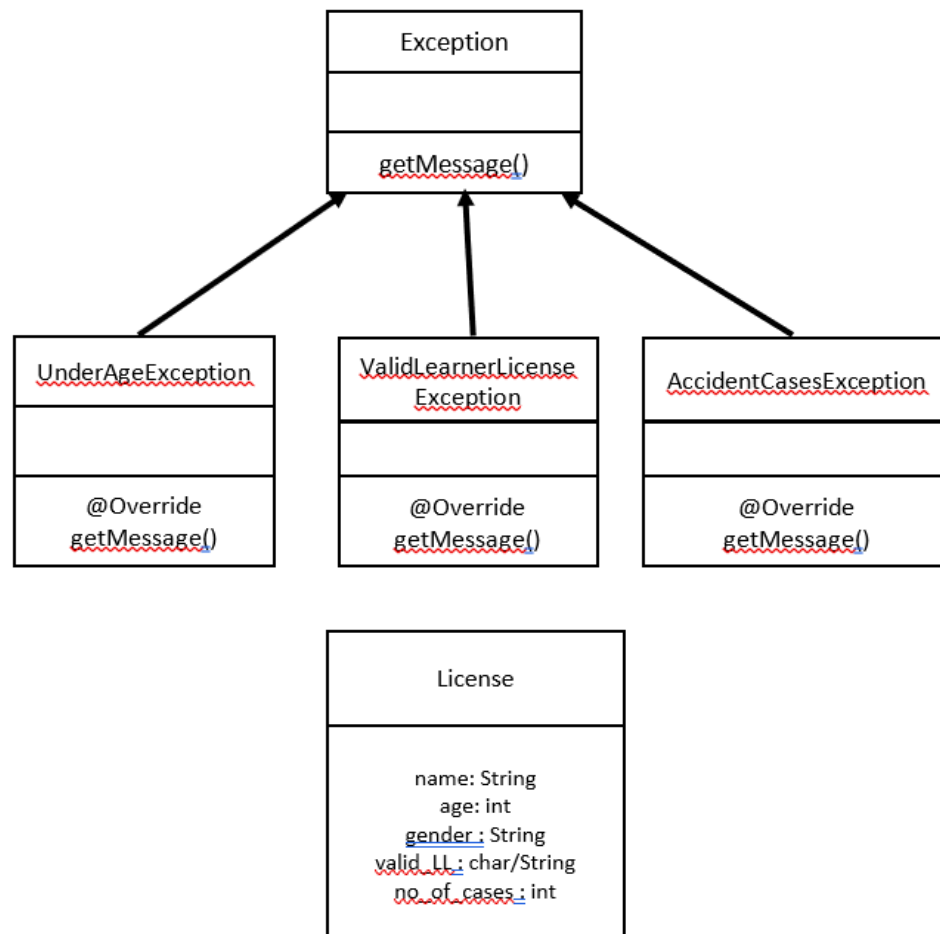 Exception
getMessage()
UnderAgeException
@Override
getMessage()
ValidLearnerLicense
Exception
@Override
getMessage()
AccidentCasesException
@Override
getMessage()
License
name: String
age: int
gender : String
valid_LL : char/String
no_of_cases : int